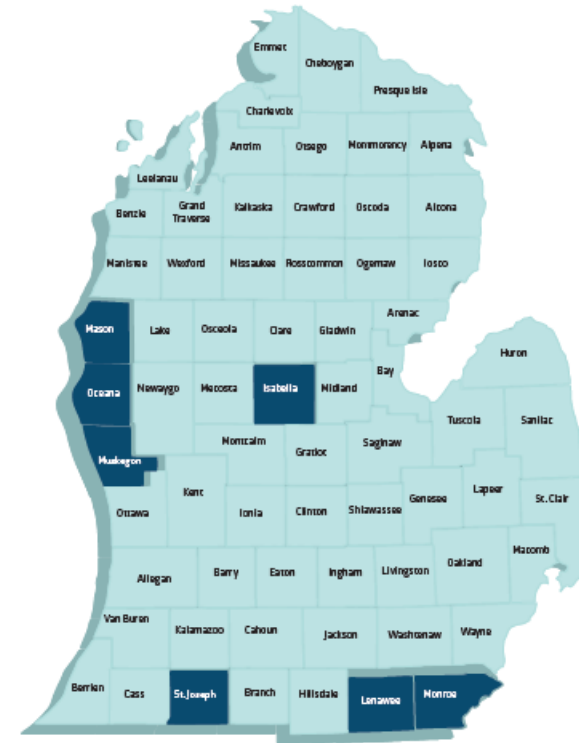 Emmet
Cheboygan
Presque Isle
Charlevoix
Antrim
Otsego
Montmorency
Alpena
Leelanau
Benzie
Grand
Traverse
Kalkaska
Crawford
Oscoda
Alcona
Manistee
Wexford
Missaukee
Rosscommon
Ogemaw
Iosco
Arenac
Mason
Lake
Osceola
Clare
Gladwin
Huron
Bay
Oceana
Newaygo
Mecosta
Isabella
Midland
Tuscola
Sanilac
Montcalm
Gratiot
Saginaw
Muskegon
Kent
Genesee
Lapeer
St. Clair
Ottawa
Ionia
Clinton
Shiawassee
Macomb
Oakland
Allegan
Barry
Eaton
Ingham
Livingston
Van Buren
Kalamazoo
Calhoun
Jackson
Washtenaw
Wayne
Berrien
Cass
St.Joseph
Branch
Hillsdale
Lenawee
Monroe